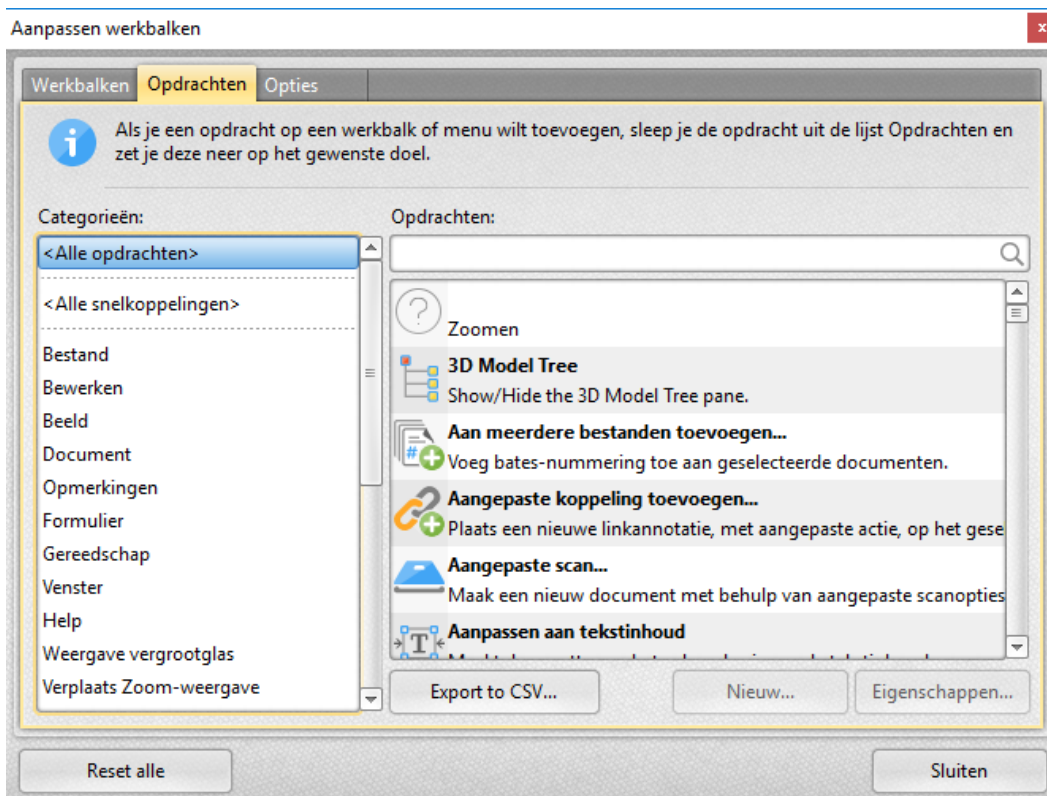 Aanpassen werkbalken
x
Werkbalken Opdrachten Opties
Als je een opdracht op een werkbalk of menu wilt toevoegen, sleep je de opdracht uit de lijst Opdrachten en
zet je deze neer op het gewenste doel.
Categorieën:
<Alle opdrachten>
<Alle snelkoppelingen>
Bestand
Bewerken
Beeld
Document
Opmerkingen
Formulier
Gereedschap
Venster
Help
Weergave vergrootglas
Verplaats Zoom-weergave
Opdrachten:
Zoomen
3D Model Tree
Show/Hide the 3D Model Tree pane.
Aan meerdere bestanden toevoegen...
Voeg bates-nummering toe aan geselecteerde documenten.
Aangepaste koppeling toevoegen...
Plaats een nieuwe linkannotatie, met aangepaste actie, op het gese
Aangepaste scan...
Maak een nieuw document met behulp van aangepaste scanopties
Aanpassen aan tekstinhoud
Export to CSV... Nieuw... Eigenschappen...
Reset alle Sluiten